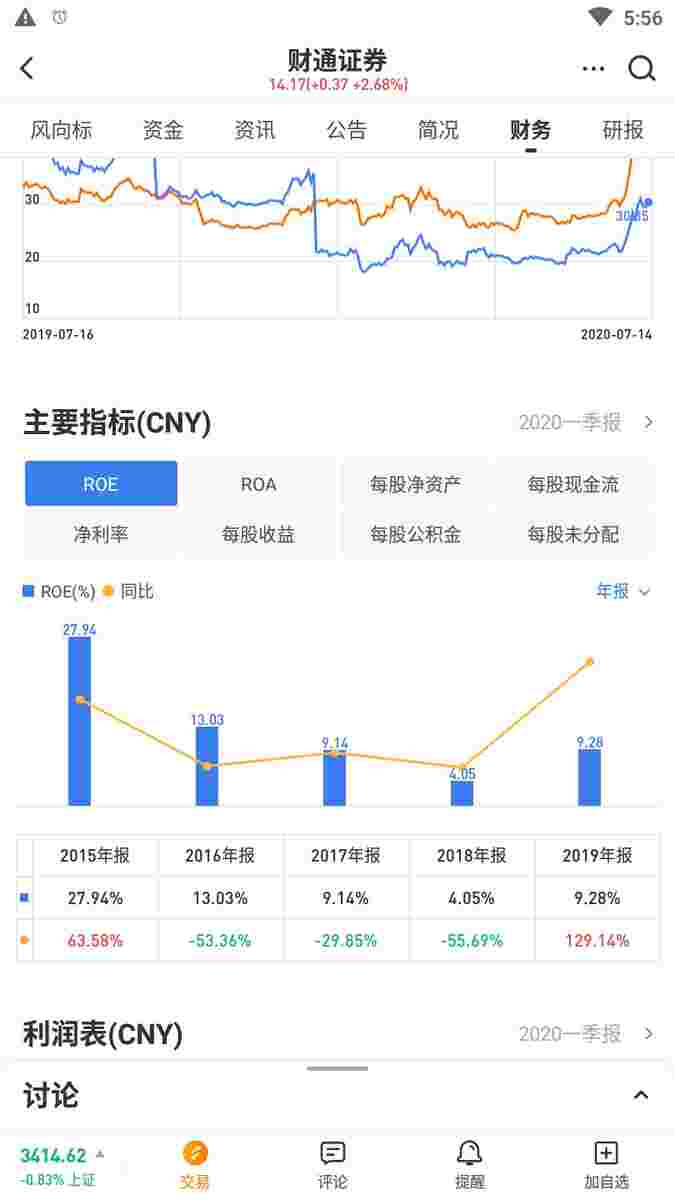 5:56
财通证券
14.17(+0.37 +2.68%)
风向标 资金 资讯 公告 简况 财务 研报
30
30.35
20
10
2019-07-16 2020-07-14
主要指标(CNY) 2020一季报
ROE ROA 每股净资产 每股现金流
净利率 每股收益 每股公积金 每股未分配
ROE(%) 同比 年报
27.94
13.03
9.14
4.05
9.28
2015年报 2016年报 2017年报 2018年报 2019年报
27.94% 13.03% 9.14% 4.05% 9.28%
63.58% -53.36% -29.85% -55.69% 129.14%
利润表(CNY) 2020一季报
讨论
3414.62
-0.83% 上证
交易 评论 提醒 加自选